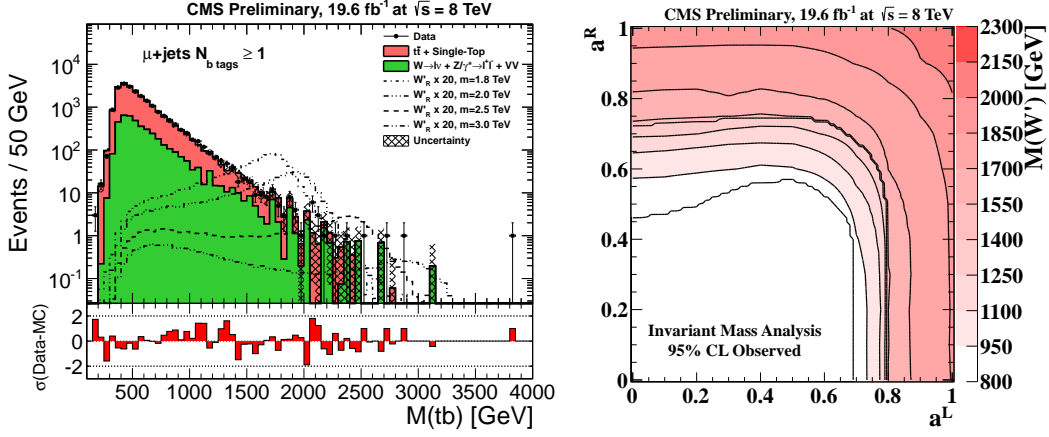 CMS Preliminary, 19.6 fb⁻¹ at √s = 8 TeV
μ+jets N_b tags ≥ 1
Data
tt̄ + Single-Top
W→lν + Z/γ*→l⁺l⁻ + VV
W'_R x 20, m=1.8 TeV
W'_R x 20, m=2.0 TeV
W'_R x 20, m=2.5 TeV
W'_R x 20, m=3.0 TeV
Uncertainty
Events / 50 GeV
10⁴
10³
10²
10
1
10⁻¹
σ(Data-MC)
2
0
-2
500 1000 1500 2000 2500 3000 3500 4000
M(tb) [GeV]
CMS Preliminary, 19.6 fb⁻¹ at √s = 8 TeV
a^R
1
0.8
0.6
0.4
0.2
0
Invariant Mass Analysis
95% CL Observed
0 0.2 0.4 0.6 0.8 1
a^L
2300
2150
2000
1850
1700
1400
1300
1250
1100
950
800
M(W') [GeV]